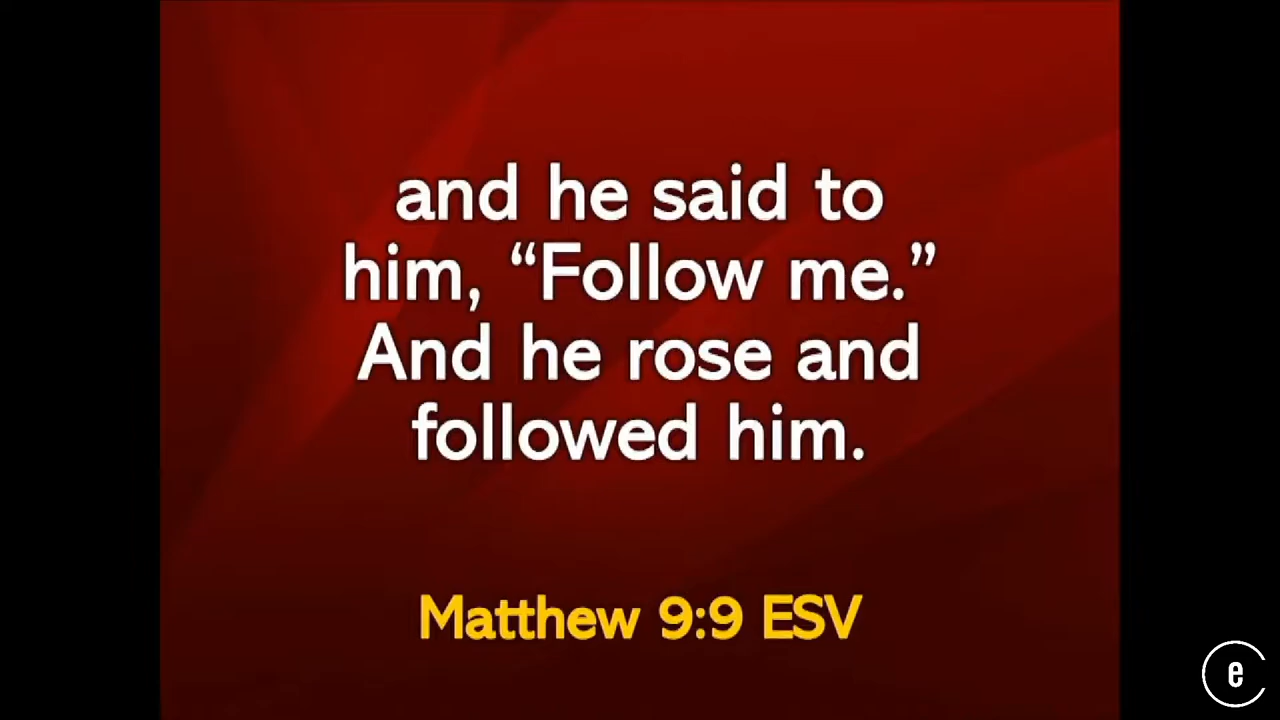 and he said to
him, “Follow me.”
And he rose and
followed him.
Matthew 9:9 ESV
e